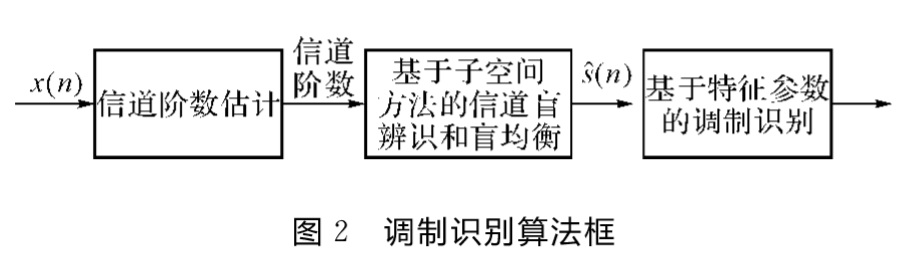 x(n)
信道阶数估计
信道
阶数
基于子空间
方法的信道盲
辨识和盲均衡
ŝ(n)
基于特征参数
的调制识别
图 2 调制识别算法框